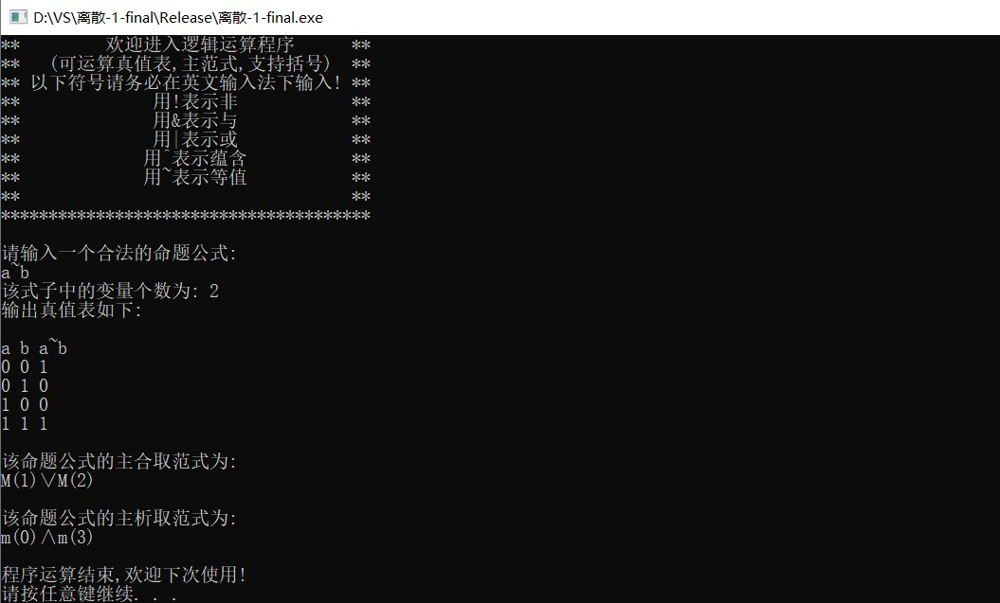 D:\VS\离散-1-final\Release\离散-1-final.exe
** 欢迎进入逻辑运算程序 **
** (可运算真值表,主范式,支持括号) **
** 以下符号请务必在英文输入法下输入! **
** 用!表示非 **
** 用&表示与 **
** 用|表示或 **
** 用^表示蕴含 **
** 用~表示等值 **
** **
***************************************
请输入一个合法的命题公式:
a~b
该式子中的变量个数为: 2
输出真值表如下:
a b a~b
0 0 1
0 1 0
1 0 0
1 1 1
该命题公式的主合取范式为:
M(1)∨M(2)
该命题公式的主析取范式为:
m(0)∧m(3)
程序运算结束,欢迎下次使用!
请按任意键继续. . .